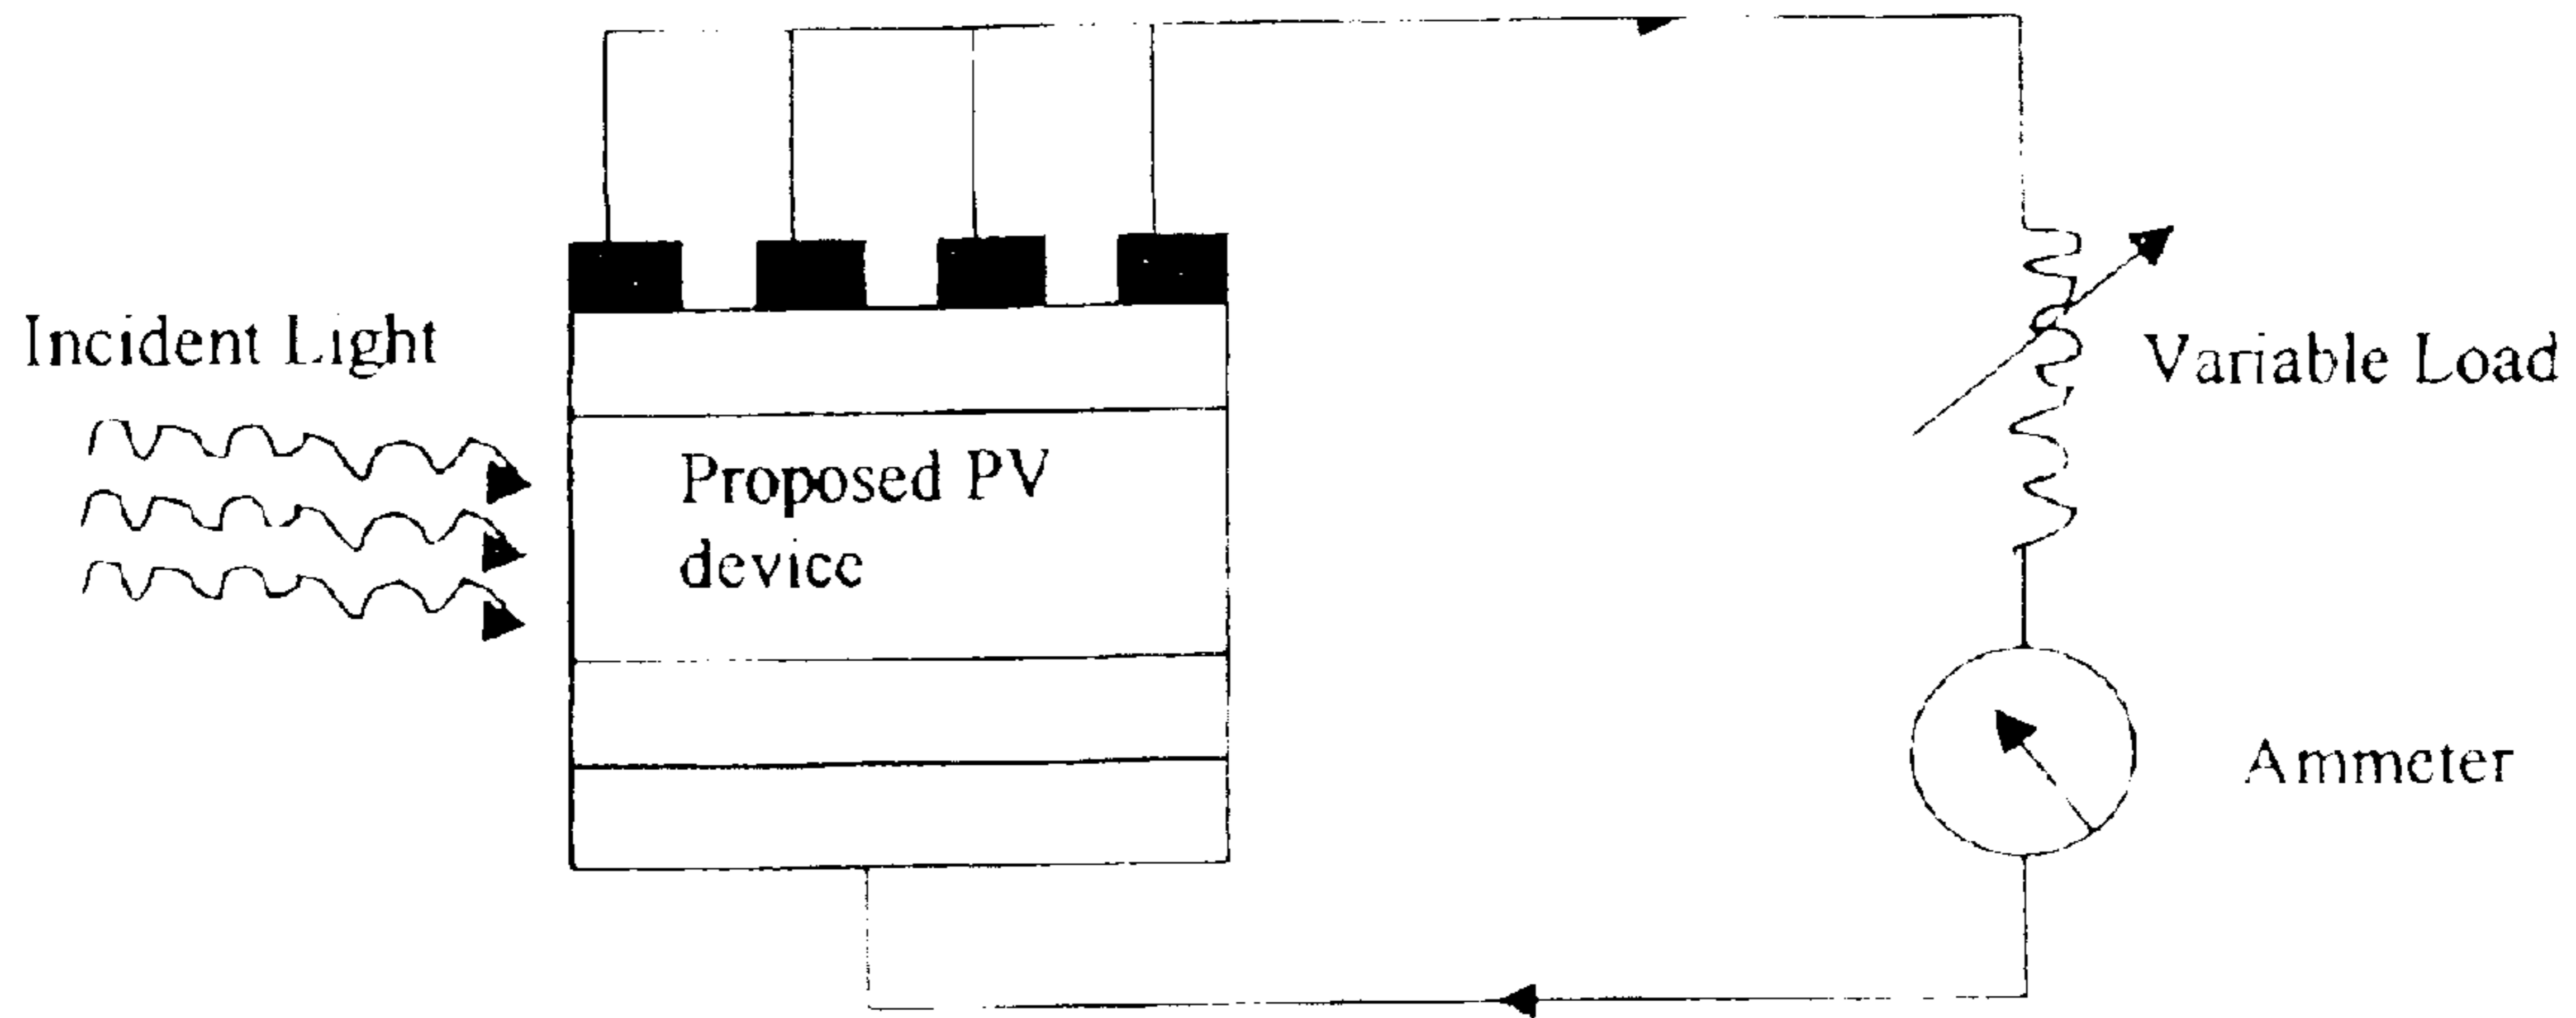 Incident Light
Variable Load
Proposed PV
device
Ammeter